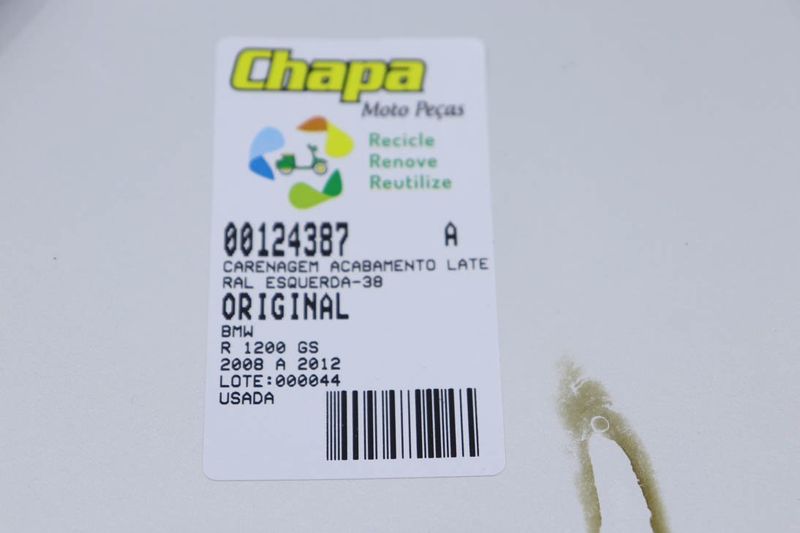 Chapa
Moto Peças
Recicle
Renove
Reutilize
00124387 A
CARENAGEM ACABAMENTO LATE
RAL ESQUERDA-38
ORIGINAL
BMW
R 1200 GS
2008 A 2012
LOTE:000044
USADA